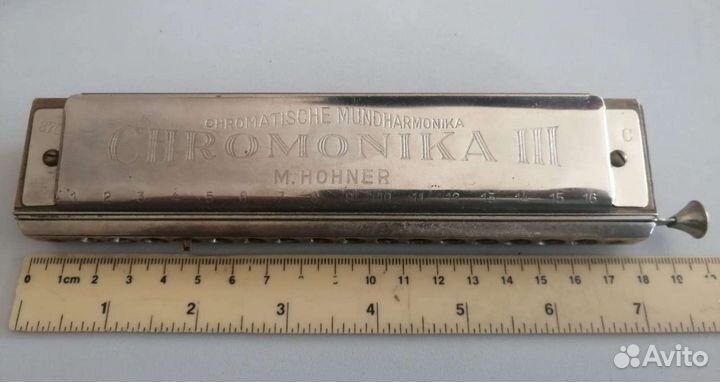 CHROMATISCHE MUNDHARMONIKA
CHROMONIKA III
M. HOHNER
C
1 2 3 4 5 6 7 8 9 10 11 12 13 14 15 16
0 1cm 2 3 4 5 6 7 8 9 10 11 12 13 14 15 16 17 18 19
1 2 3 4 5 6 7
Avito